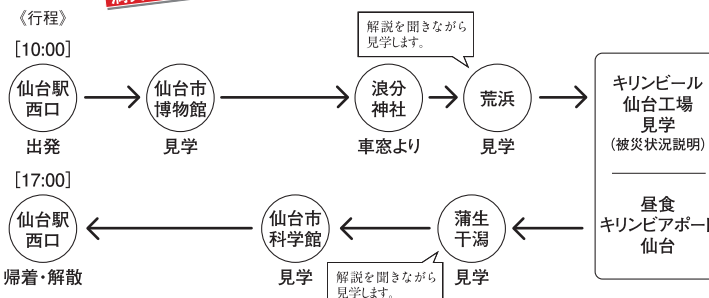 《行程》
[10:00]
仙台駅
西口
出発
仙台市
博物館
見学
浪分
神社
車窓より
解説を聞きながら
見学します。
荒浜
見学
キリンビール
仙台工場
見学
(被災状況説明)
昼食
キリンビアポート
仙台
蒲生
干潟
見学
解説を聞きながら
見学します。
仙台市
科学館
見学
[17:00]
仙台駅
西口
帰着・解散